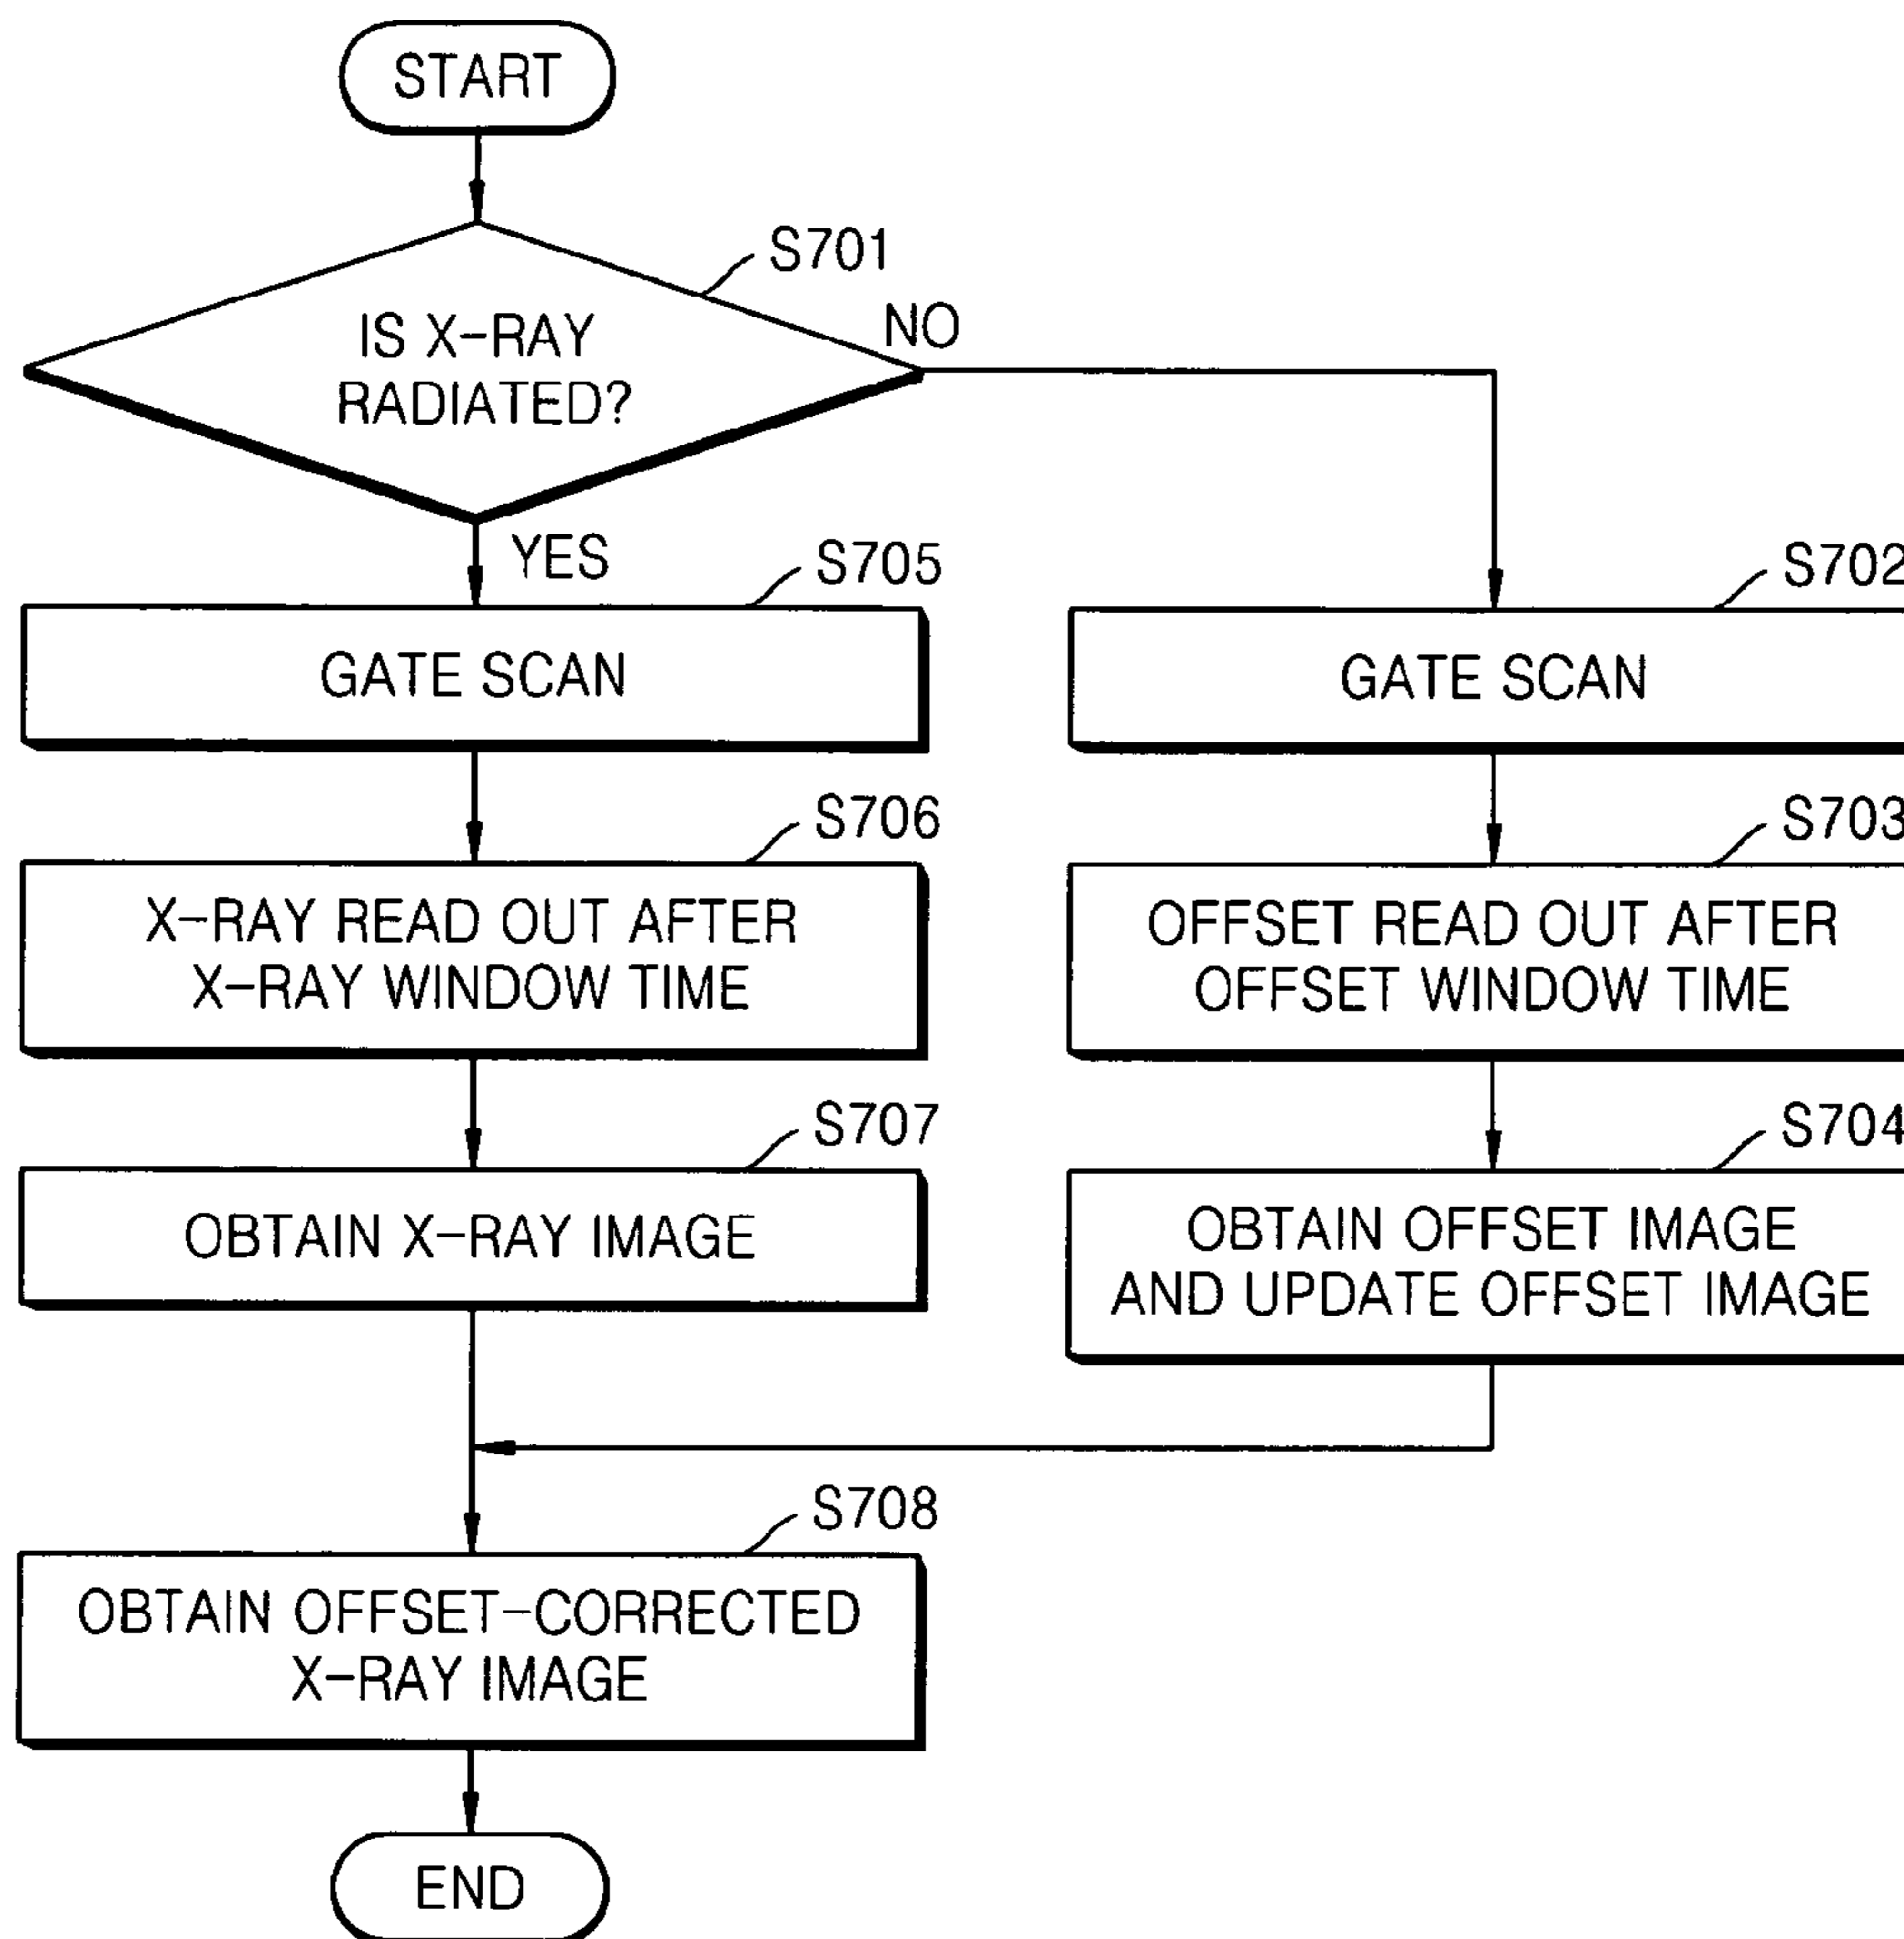 START
S701
IS X-RAY
RADIATED?
NO
YES
S705
GATE SCAN
S702
GATE SCAN
S706
X-RAY READ OUT AFTER
X-RAY WINDOW TIME
S703
OFFSET READ OUT AFTER
OFFSET WINDOW TIME
S707
OBTAIN X-RAY IMAGE
S704
OBTAIN OFFSET IMAGE
AND UPDATE OFFSET IMAGE
S708
OBTAIN OFFSET-CORRECTED
X-RAY IMAGE
END